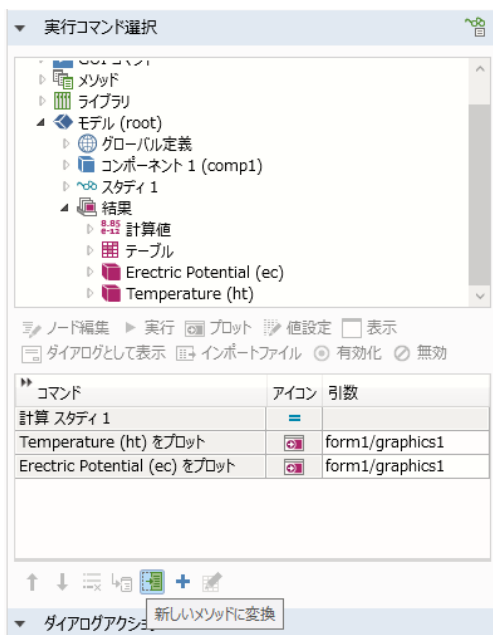 実行コマンド選択
メソッド
ライブラリ
モデル (root)
グローバル定義
コンポーネント 1 (comp1)
スタディ 1
結果
8.85
e-12
計算値
テーブル
Erectric Potential (ec)
Temperature (ht)
ノード編集 実行 プロット 値設定 表示
ダイアログとして表示 インポートファイル 有効化 無効
コマンド アイコン 引数
計算 スタディ 1
Temperature (ht) をプロット form1/graphics1
Erectric Potential (ec) をプロット form1/graphics1
新しいメソッドに変換
ダイアログアクション